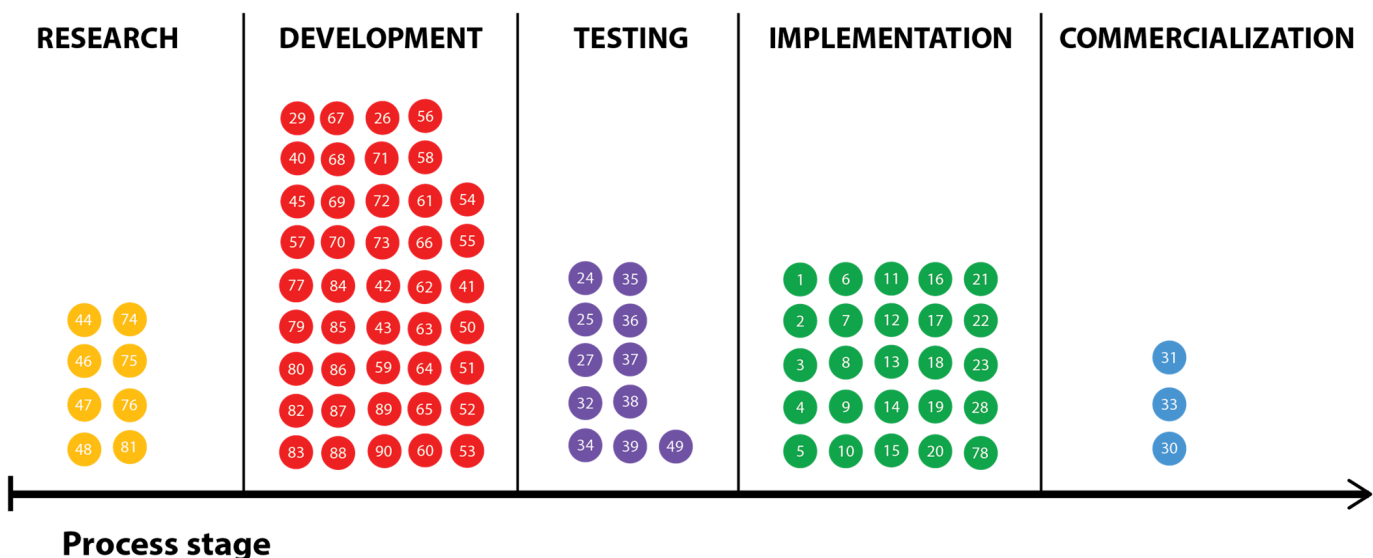 RESEARCH DEVELOPMENT TESTING IMPLEMENTATION COMMERCIALIZATION
29 67 26 56
40 68 71 58
45 69 72 61 54
57 70 73 66 55
24 35 1 6 11 16 21
77 84 42 62 41
44 74 79 85 43 63 50 25 36 2 7 12 17 22
46 75 80 86 59 64 51 27 37 3 8 13 18 23 31
47 76 82 87 89 65 52 32 38 4 9 14 19 28 33
48 81 83 88 90 60 53 34 39 49 5 10 15 20 78 30
Process stage